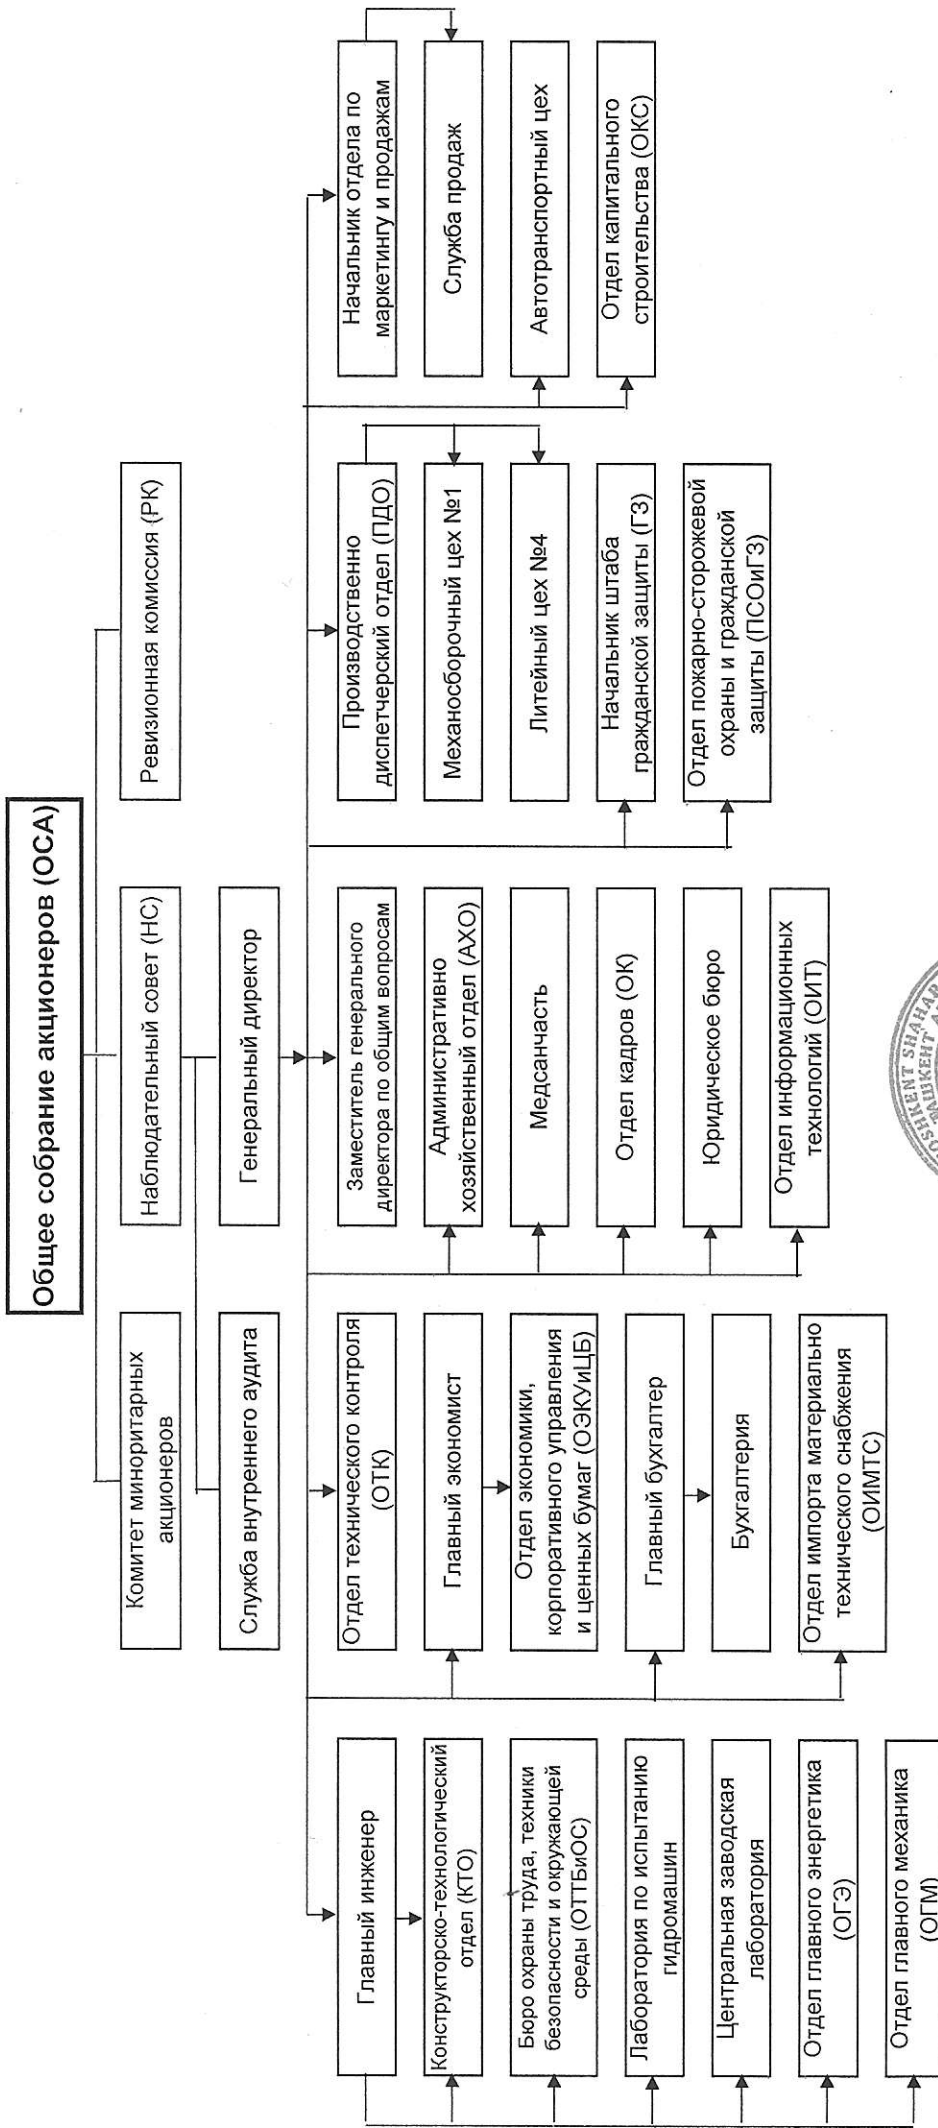 Общее собрание акционеров (ОСА)
Комитет миноритарных
акционеров
Наблюдательный совет (НС)
Ревизионная комиссия (РК)
Служба внутреннего аудита
Генеральный директор
Главный инженер
Конструкторско-технологический
отдел (КТО)
Бюро охраны труда, техники
безопасности и окружающей
среды (ОТТБиОС)
Лаборатория по испытанию
гидромашин
Центральная заводская
лаборатория
Отдел главного энергетика
(ОГЭ)
Отдел главного механика
(ОГМ)
Отдел технического контроля
(ОТК)
Главный экономист
Отдел экономики,
корпоративного управления
и ценных бумаг (ОЭКУиЦБ)
Главный бухгалтер
Бухгалтерия
Отдел импорта материально
технического снабжения
(ОИМТС)
Заместитель генерального
директора по общим вопросам
Административно
хозяйственный отдел (АХО)
Медсанчасть
Отдел кадров (ОК)
Юридическое бюро
Отдел информационных
технологий (ОИТ)
Производственно
диспетчерский отдел (ПДО)
Механосборочный цех №1
Литейный цех №4
Начальник штаба
гражданской защиты (ГЗ)
Отдел пожарно-сторожевой
охраны и гражданской
защиты (ПСОиГЗ)
Начальник отдела по
маркетингу и продажам
Служба продаж
Автотранспортный цех
Отдел капитального
строительства (ОКС)
SHAHAR